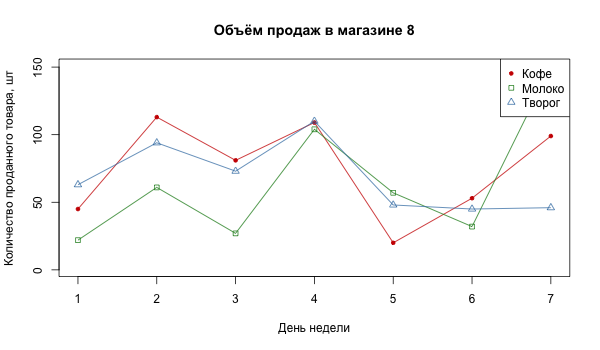 Объём продаж в магазине 8
Количество проданного товара, шт
150
100
50
0
Кофе
Молоко
Творог
1 2 3 4 5 6 7
День недели